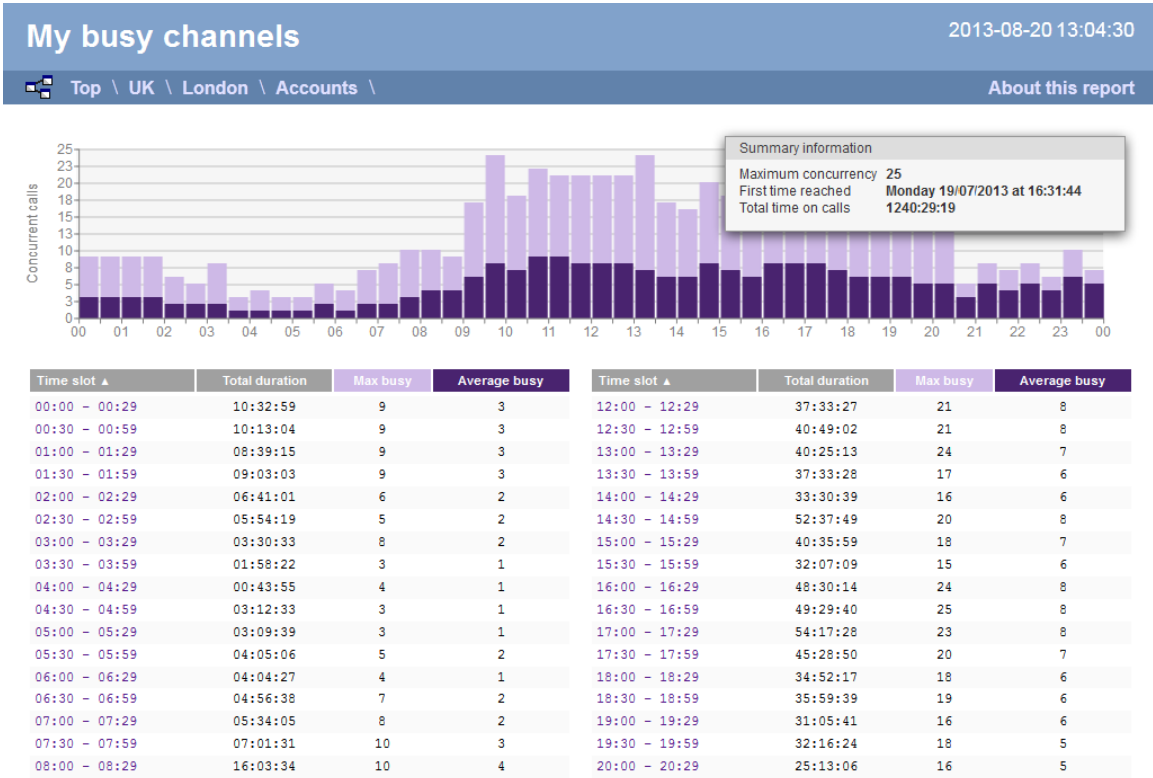 My busy channels
2013-08-20 13:04:30
Top \ UK \ London \ Accounts \
About this report
Concurrent calls
25
23
20
18
15
13
10
8
5
3
0
00 01 02 03 04 05 06 07 08 09 10 11 12 13 14 15 16 17 18 19 20 21 22 23 00
Summary information
Maximum concurrency 25
First time reached Monday 19/07/2013 at 16:31:44
Total time on calls 1240:29:19
Time slot ▲ Total duration Max busy Average busy
00:00 - 00:29 10:32:59 9 3
00:30 - 00:59 10:13:04 9 3
01:00 - 01:29 08:39:15 9 3
01:30 - 01:59 09:03:03 9 3
02:00 - 02:29 06:41:01 6 2
02:30 - 02:59 05:54:19 5 2
03:00 - 03:29 03:30:33 8 2
03:30 - 03:59 01:58:22 3 1
04:00 - 04:29 00:43:55 4 1
04:30 - 04:59 03:12:33 3 1
05:00 - 05:29 03:09:39 3 1
05:30 - 05:59 04:05:06 5 2
06:00 - 06:29 04:04:27 4 1
06:30 - 06:59 04:56:38 7 2
07:00 - 07:29 05:34:05 8 2
07:30 - 07:59 07:01:31 10 3
08:00 - 08:29 16:03:34 10 4
Time slot ▲ Total duration Max busy Average busy
12:00 - 12:29 37:33:27 21 8
12:30 - 12:59 40:49:02 21 8
13:00 - 13:29 40:25:13 24 7
13:30 - 13:59 37:33:28 17 6
14:00 - 14:29 33:30:39 16 6
14:30 - 14:59 52:37:49 20 8
15:00 - 15:29 40:35:59 18 7
15:30 - 15:59 32:07:09 15 6
16:00 - 16:29 48:30:14 24 8
16:30 - 16:59 49:29:40 25 8
17:00 - 17:29 54:17:28 23 8
17:30 - 17:59 45:28:50 20 7
18:00 - 18:29 34:52:17 18 6
18:30 - 18:59 35:59:39 19 6
19:00 - 19:29 31:05:41 16 6
19:30 - 19:59 32:16:24 18 5
20:00 - 20:29 25:13:06 16 5